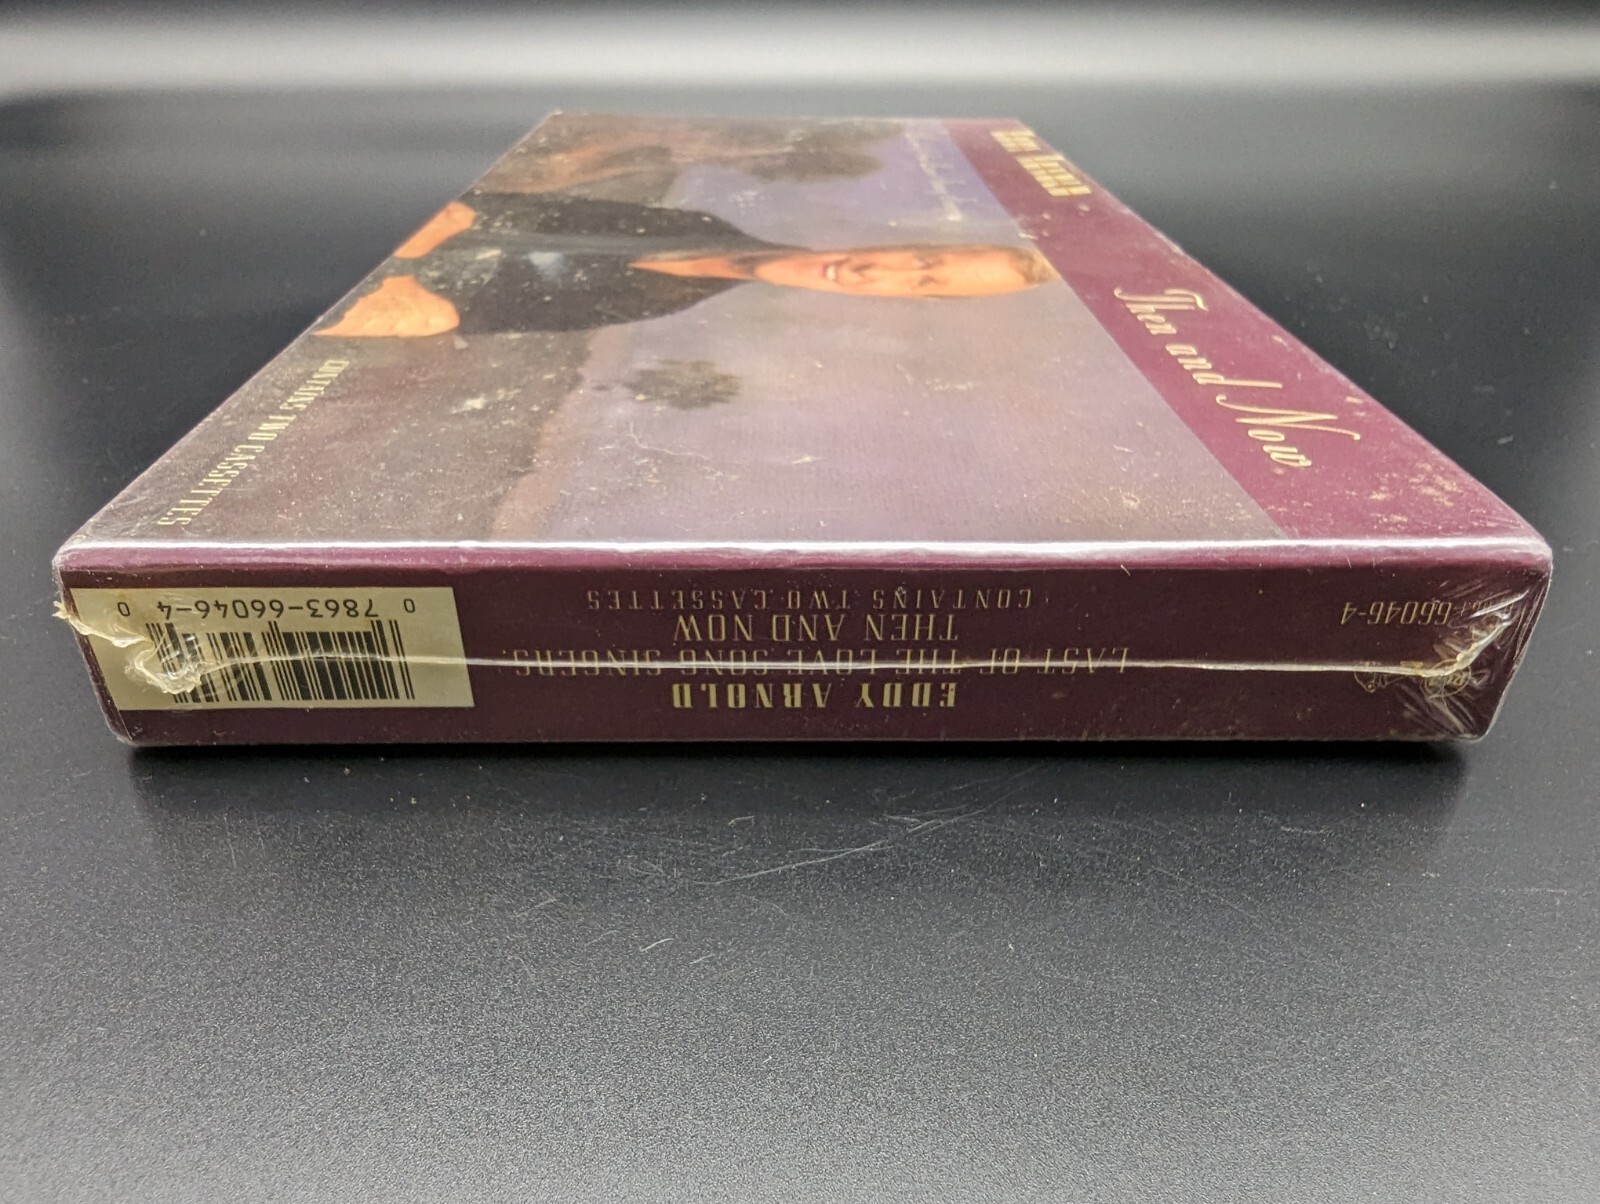 EDDY ARNOLD
LAST OF THE LOVE SONG SINGERS:
THEN AND NOW
CONTAINS TWO CASSETTES
66046-4
0 7863-66046-4 0
Then and Now
CONTAINS TWO CASSETTES